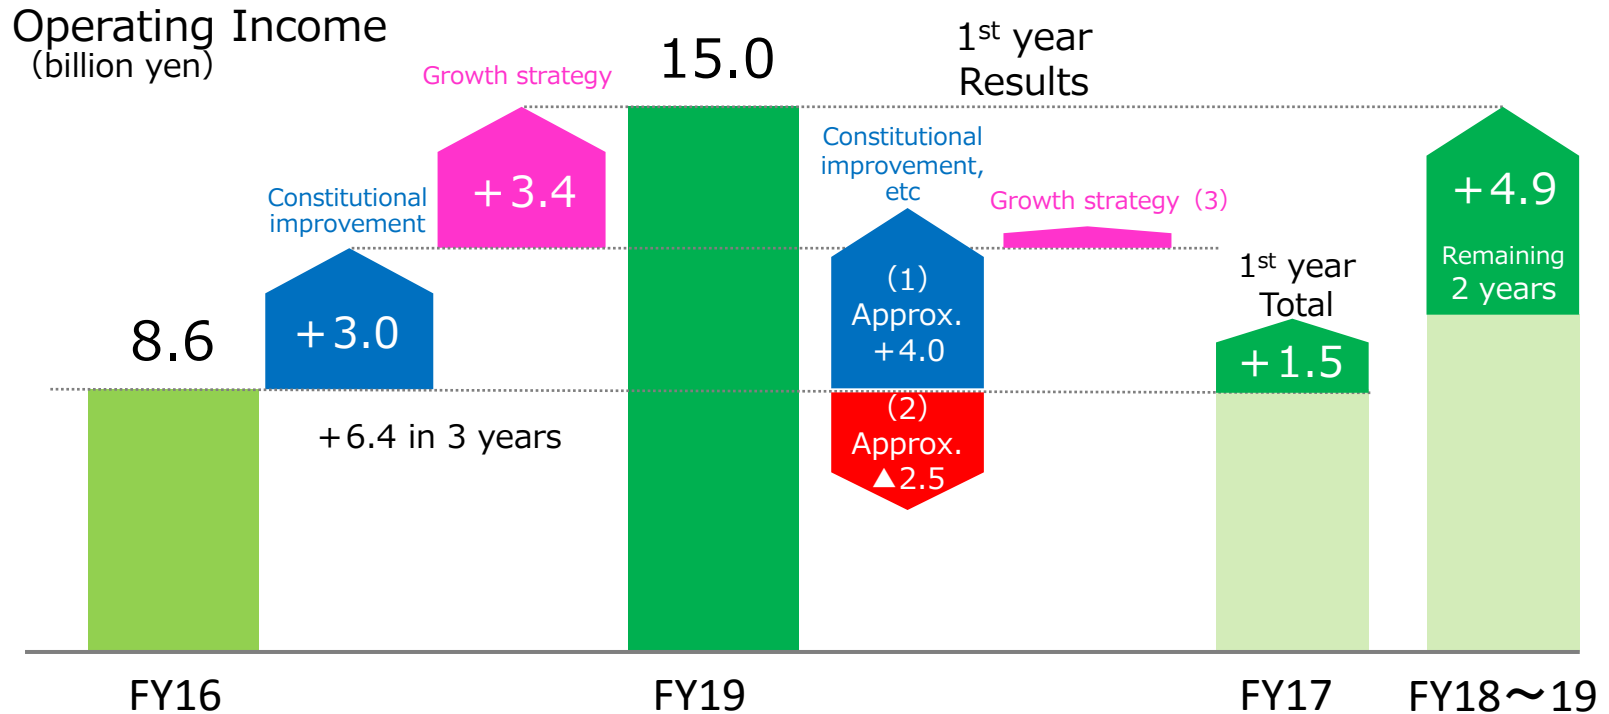 Operating Income
（billion yen）
Growth strategy
15.0
1st year
Results
Constitutional
improvement
+3.4
8.6
+3.0
+6.4 in 3 years
Constitutional
improvement,
etc
Growth strategy（3）
（1）
Approx.
+4.0
（2）
Approx.
▲2.5
1st year
Total
+1.5
+4.9
Remaining
2 years
FY16
FY19
FY17
FY18～19